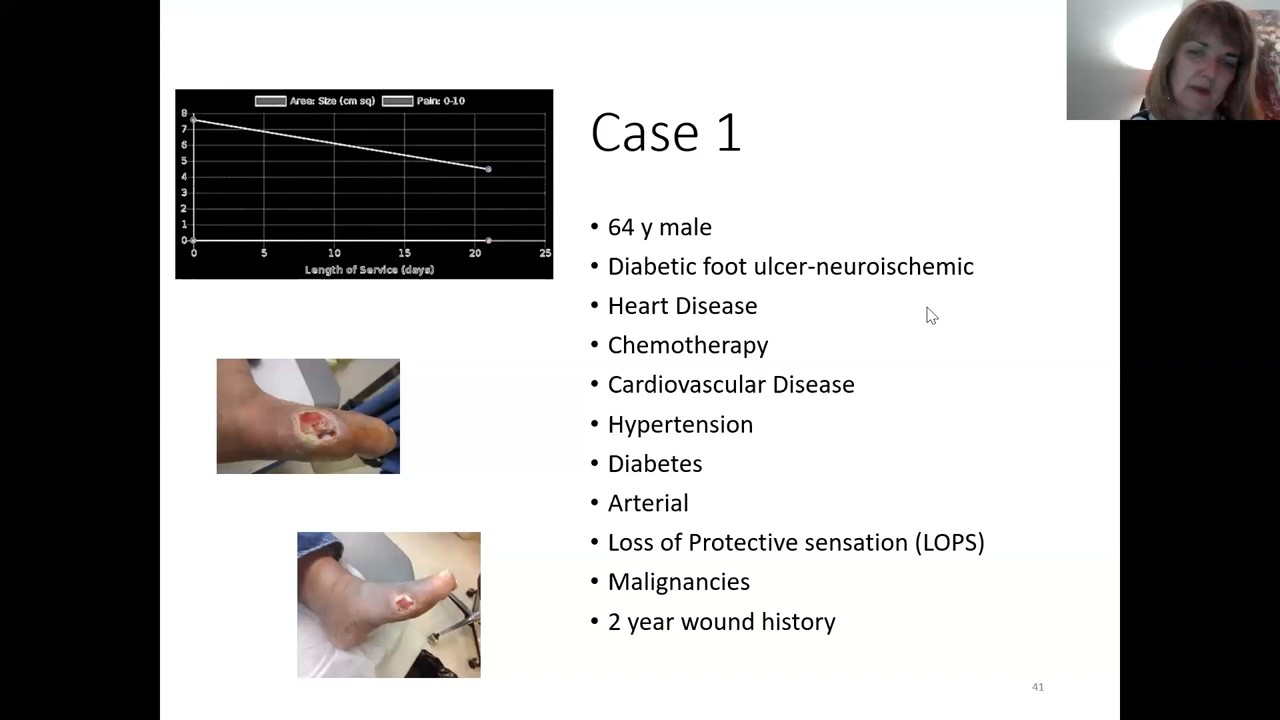 Area: Size (cm sq) Pain: 0-10
8
7
6
5
4
3
2
1
0
0 5 10 15 20 25
Length of Service (days)
Case 1
• 64 y male
• Diabetic foot ulcer-neuroischemic
• Heart Disease
• Chemotherapy
• Cardiovascular Disease
• Hypertension
• Diabetes
• Arterial
• Loss of Protective sensation (LOPS)
• Malignancies
• 2 year wound history
41